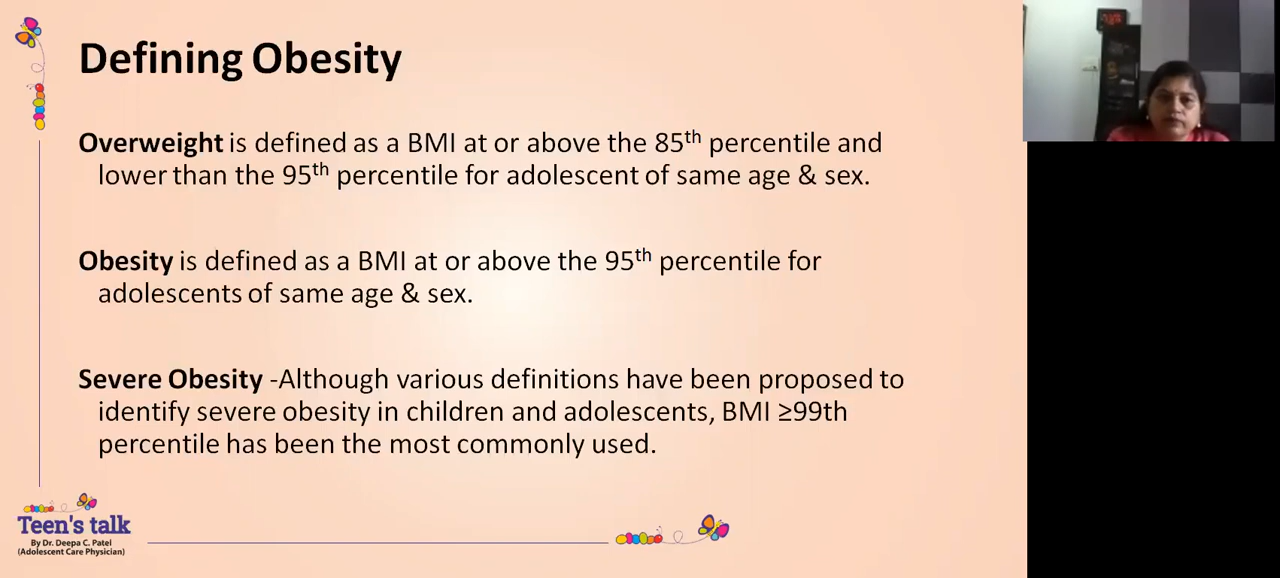 Defining Obesity
Overweight is defined as a BMI at or above the 85th percentile and
lower than the 95th percentile for adolescent of same age & sex.
Obesity is defined as a BMI at or above the 95th percentile for
adolescents of same age & sex.
Severe Obesity -Although various definitions have been proposed to
identify severe obesity in children and adolescents, BMI ≥99th
percentile has been the most commonly used.
Teen's talk
By Dr. Deepa C. Patel
(Adolescent Care Physician)